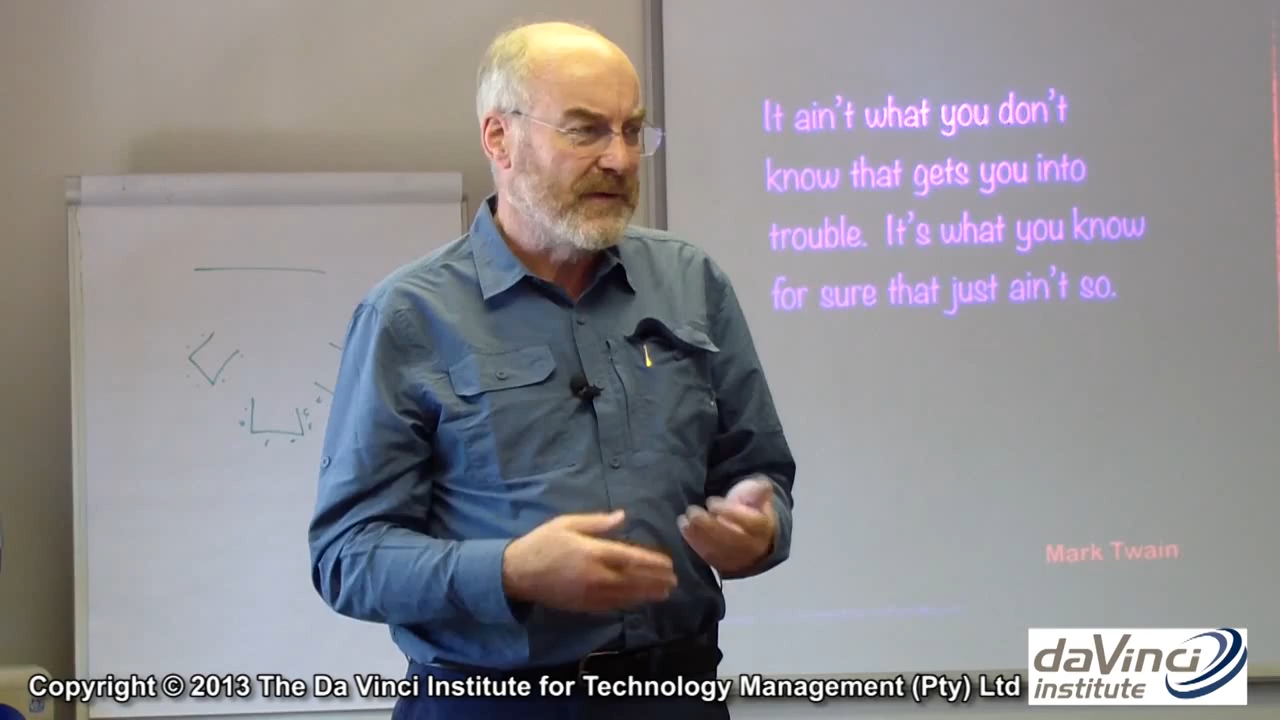 It ain't what you don't
know that gets you into
trouble. It's what you know
for sure that just ain't so.
Mark Twain
daVinci
institute
Copyright © 2013 The Da Vinci Institute for Technology Management (Pty) Ltd